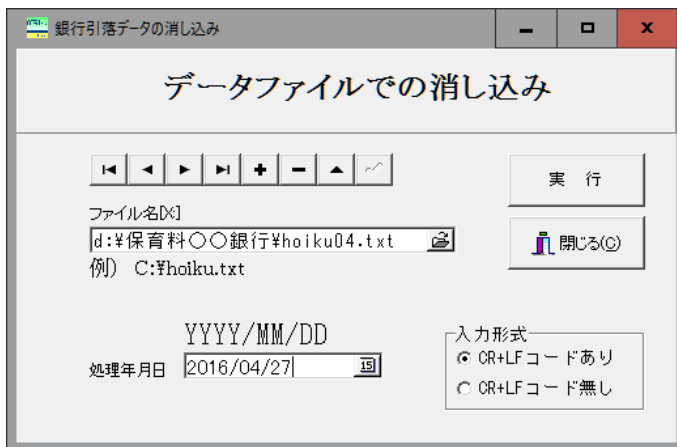 銀行引落データの消し込み
データファイルでの消し込み
実 行
ファイル名[X]
d:¥保育料〇〇銀行¥hoiku04.txt
例） C:¥hoiku.txt
閉じる(C)
YYYY/MM/DD
処理年月日 2016/04/27 15
入力形式
CR+LFコードあり
CR+LFコード無し